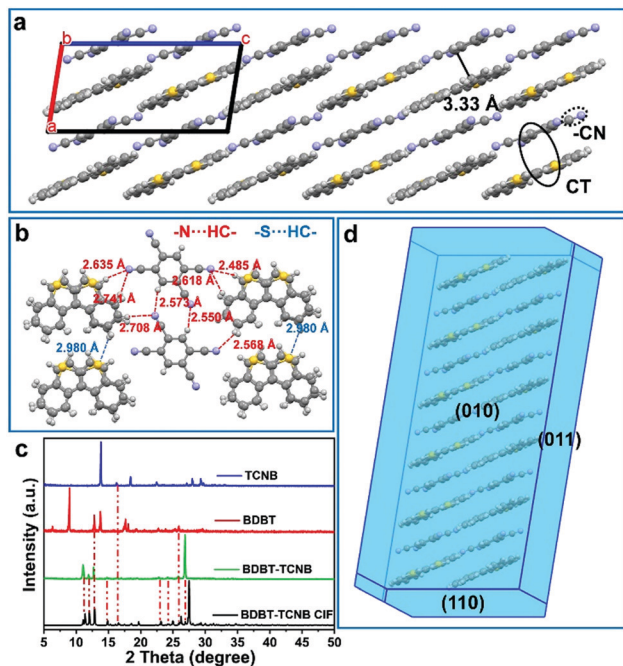 a
b
c
a
3.33 Å
-CN
CT
b
-N···HC- -S···HC-
2.635 Å
2.485 Å
2.618 Å
2.741 Å
2.573 Å
2.550 Å
2.708 Å
2.980 Å
2.980 Å
2.568 Å
c
Intensity (a.u.)
TCNB
BDBT
BDBT-TCNB
BDBT-TCNB CIF
5 10 15 20 25 30 35 40 45 50
2 Theta (degree)
d
(010)
(011)
(110)